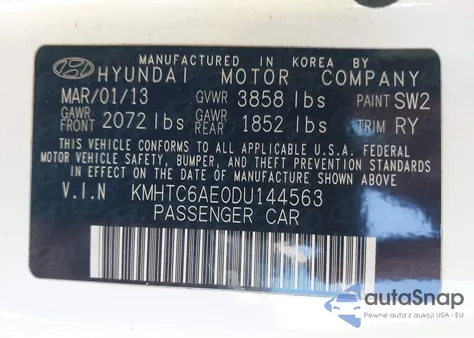 MANUFACTURED IN KOREA BY
HYUNDAI MOTOR COMPANY
MAR/01/13 GVWR 3858 lbs PAINT SW2
GAWR FRONT 2072 lbs GAWR REAR 1852 lbs TRIM RY
THIS VEHICLE CONFORMS TO ALL APPLICABLE U.S.A. FEDERAL
MOTOR VEHICLE SAFETY, BUMPER, AND THEFT PREVENTION STANDARDS
IN EFFECT ON THE DATE OF MANUFACTURE SHOWN ABOVE.
V.I.N KMHTC6AE0DU144563
PASSENGER CAR
autoSnap
Pewne auta z aukcji USA i EU